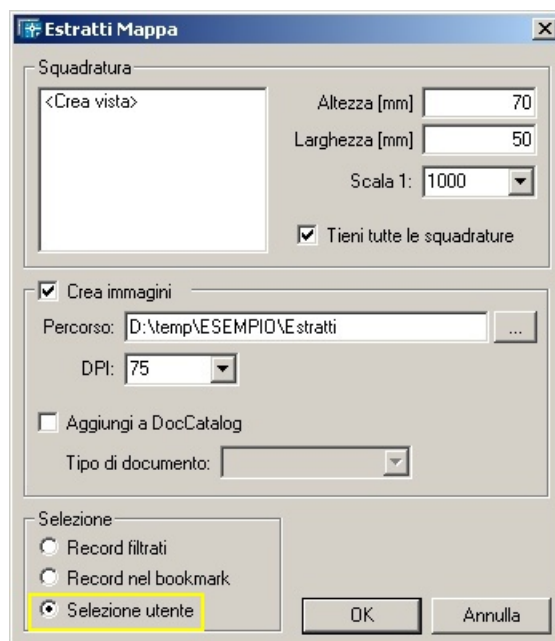 Estratti Mappa
Squadratura
<Crea vista>
Altezza [mm] 70
Larghezza [mm] 50
Scala 1: 1000
Tieni tutte le squadrature
Crea immagini
Percorso: D:\temp\ESEMPIO\Estratti ...
DPI: 75
Aggiungi a DocCatalog
Tipo di documento:
Selezione
Record filtrati
Record nel bookmark
Selezione utente
OK Annulla